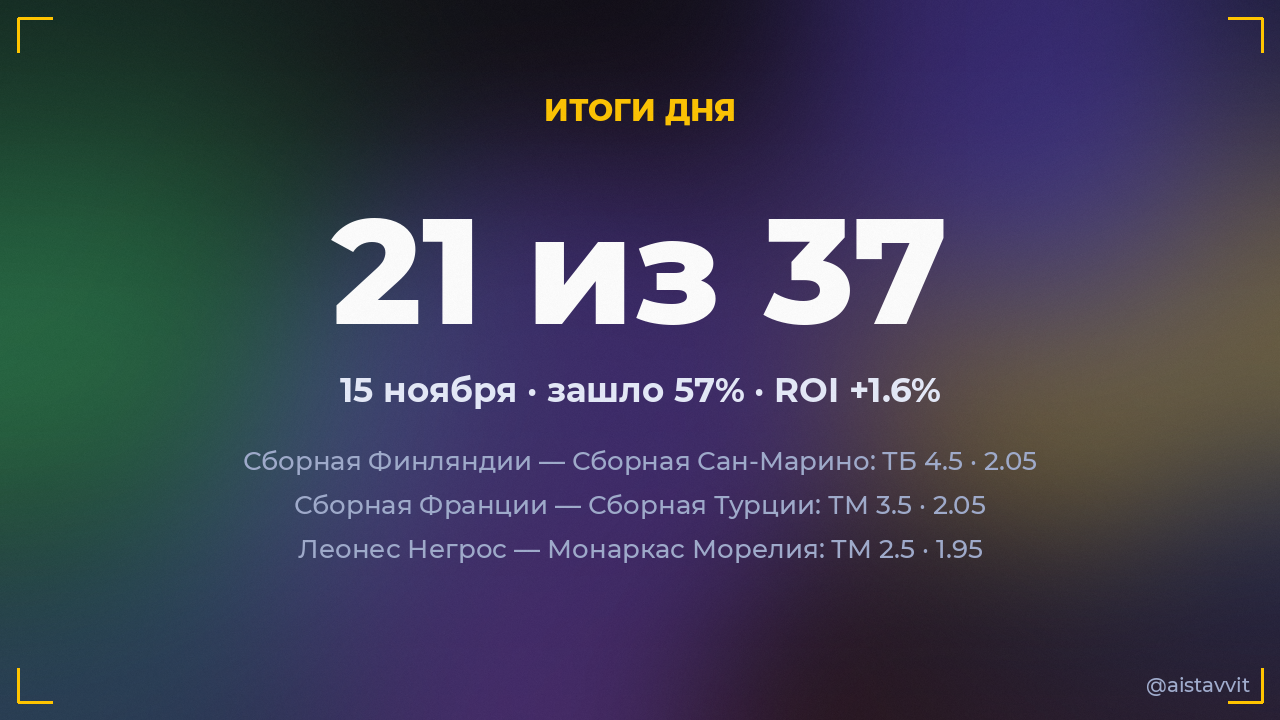 ИТОГИ ДНЯ
21 из 37
15 ноября · зашло 57% · ROI +1.6%
Сборная Финляндии — Сборная Сан-Марино: ТБ 4.5 · 2.05
Сборная Франции — Сборная Турции: ТМ 3.5 · 2.05
Леонес Негрос — Монаркас Морелия: ТМ 2.5 · 1.95
@aistavvit